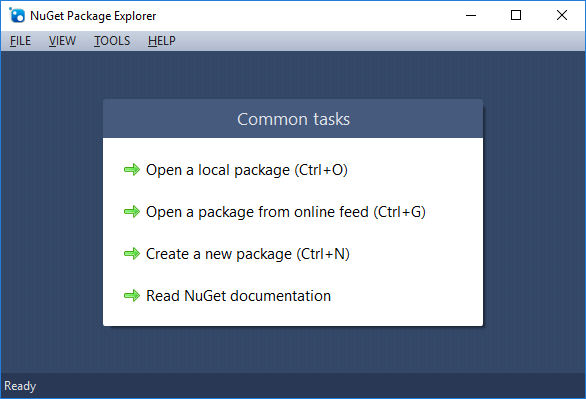 NuGet Package Explorer
FILE VIEW TOOLS HELP
Common tasks
Open a local package (Ctrl+O)
Open a package from online feed (Ctrl+G)
Create a new package (Ctrl+N)
Read NuGet documentation
Ready